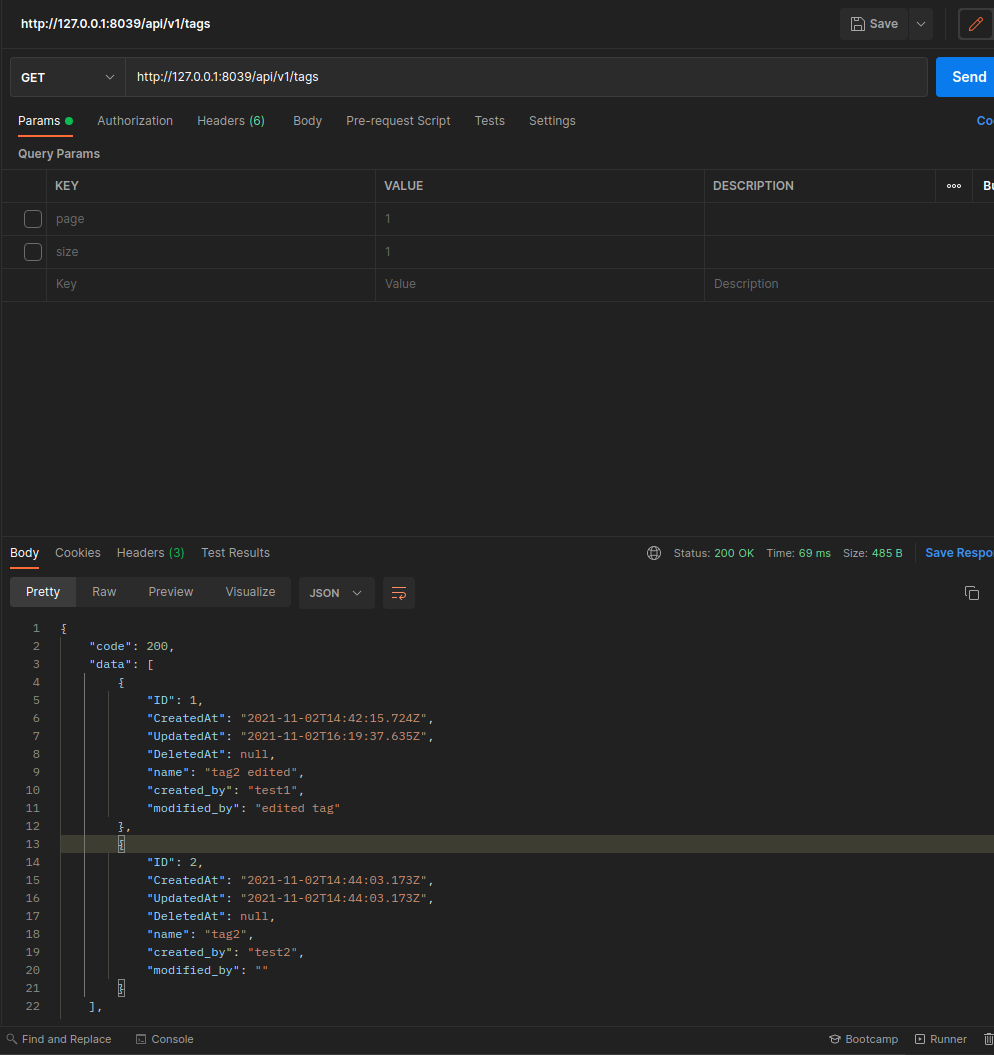 http://127.0.0.1:8039/api/v1/tags
Save
GET http://127.0.0.1:8039/api/v1/tags Send
Params Authorization Headers (6) Body Pre-request Script Tests Settings Co
Query Params
KEY VALUE DESCRIPTION ooo Bu
page 1
size 1
Key Value Description
Body Cookies Headers (3) Test Results Status: 200 OK Time: 69 ms Size: 485 B Save Respo
Pretty Raw Preview Visualize JSON
1 {
2 "code": 200,
3 "data": [
4 {
5 "ID": 1,
6 "CreatedAt": "2021-11-02T14:42:15.724Z",
7 "UpdatedAt": "2021-11-02T16:19:37.635Z",
8 "DeletedAt": null,
9 "name": "tag2 edited",
10 "created_by": "test1",
11 "modified_by": "edited tag"
12 },
13 {
14 "ID": 2,
15 "CreatedAt": "2021-11-02T14:44:03.173Z",
16 "UpdatedAt": "2021-11-02T14:44:03.173Z",
17 "DeletedAt": null,
18 "name": "tag2",
19 "created_by": "test2",
20 "modified_by": ""
21 }
22 ],
Find and Replace Console Bootcamp Runner